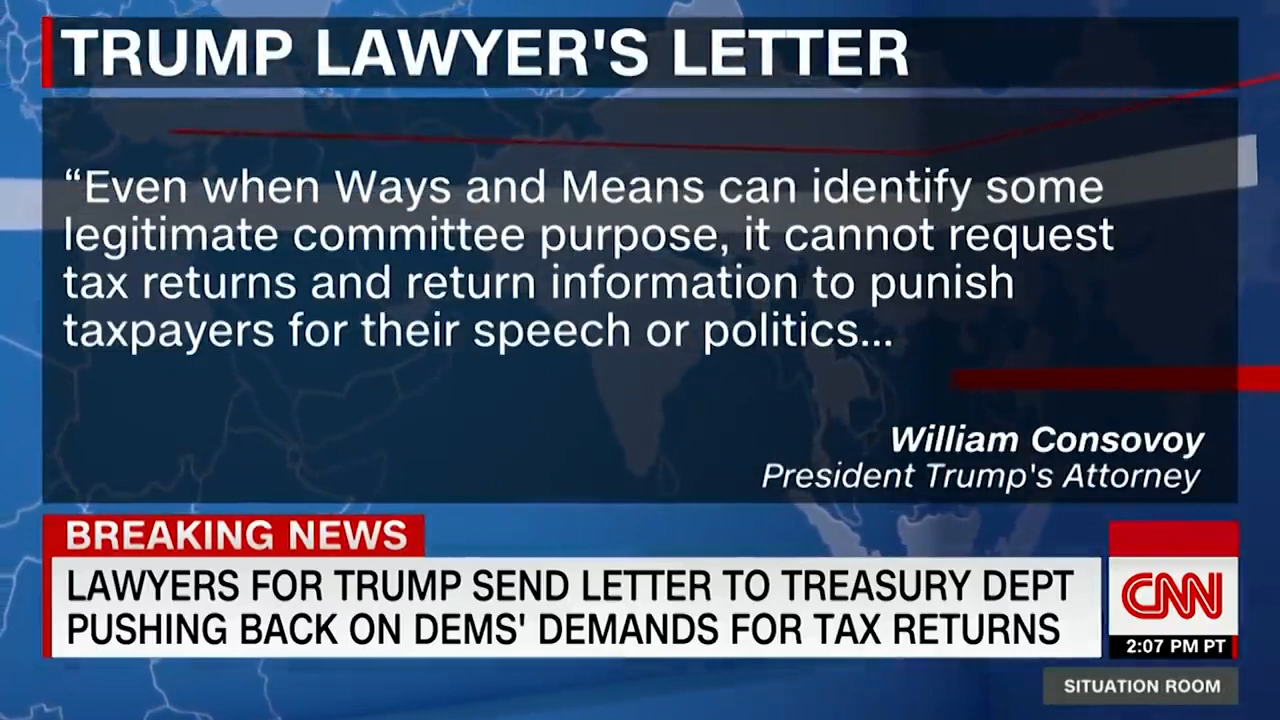 TRUMP LAWYER'S LETTER
“Even when Ways and Means can identify some
legitimate committee purpose, it cannot request
tax returns and return information to punish
taxpayers for their speech or politics...
William Consovoy
President Trump's Attorney
BREAKING NEWS
LAWYERS FOR TRUMP SEND LETTER TO TREASURY DEPT
PUSHING BACK ON DEMS' DEMANDS FOR TAX RETURNS
CNN
2:07 PM PT
SITUATION ROOM